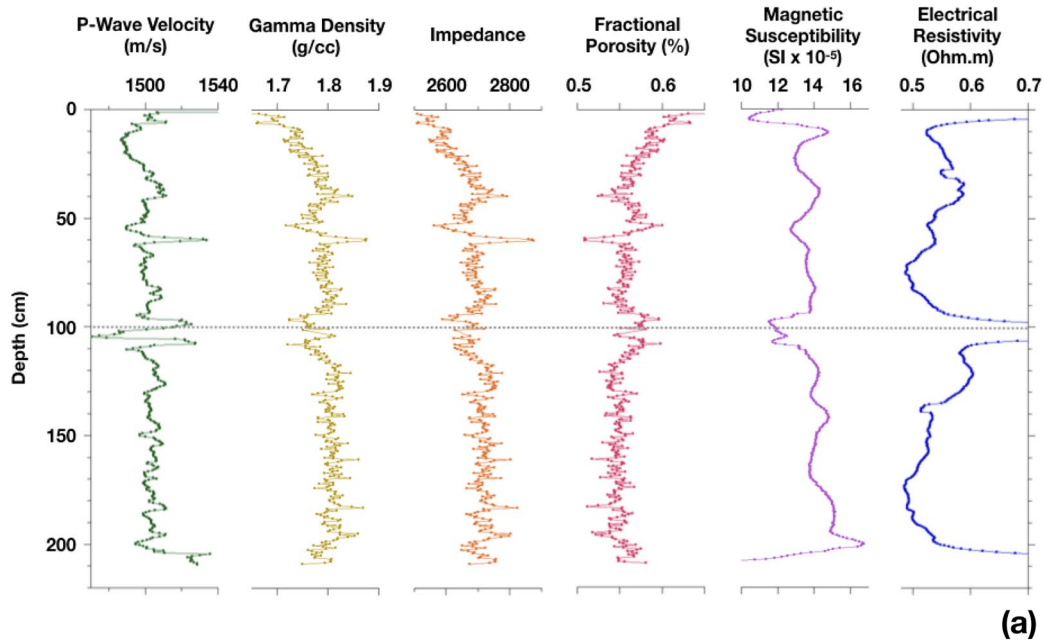 P-Wave Velocity
(m/s)
Gamma Density
(g/cc)
Impedance
Fractional
Porosity (%)
Magnetic
Susceptibility
(SI x 10⁻⁵)
Electrical
Resistivity
(Ohm.m)
1500 1540
1.7 1.8 1.9
2600 2800
0.5 0.6
10 12 14 16
0.5 0.6 0.7
Depth (cm)
0
50
100
150
200
(a)